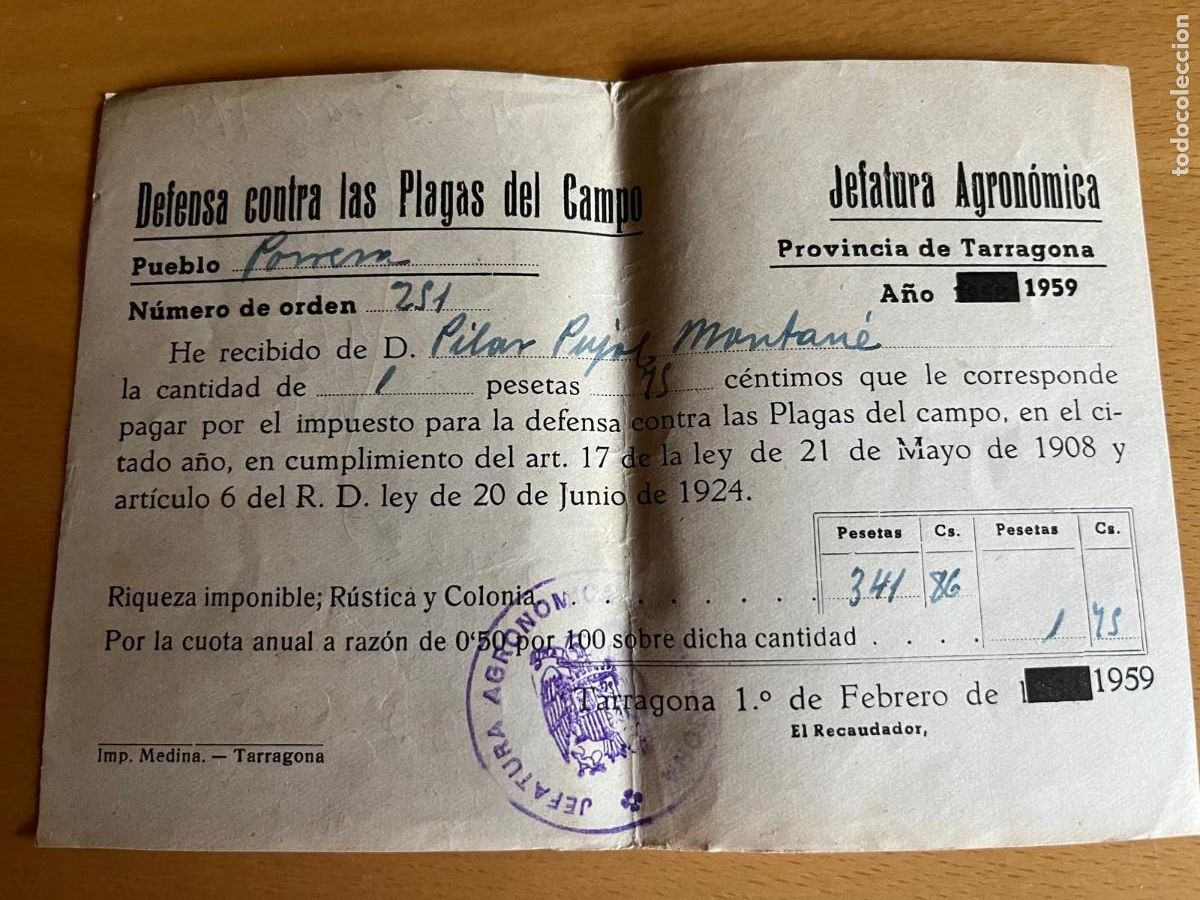 todocoleccion
Defensa contra las Plagas del Campo
Jefatura Agronómica
Pueblo Porrera
Provincia de Tarragona
Número de orden 251
Año 1959
He recibido de D. Pilar Pujol Montané
la cantidad de 1 pesetas 75 céntimos que le corresponde
pagar por el impuesto para la defensa contra las Plagas del campo, en el ci-
tado año, en cumplimiento del art. 17 de la ley de 21 de Mayo de 1908 y
artículo 6 del R. D. ley de 20 de Junio de 1924.
Pesetas Cs. Pesetas Cs.
Riqueza imponible; Rústica y Colonia. . . . . . . . . . 341 86
Por la cuota anual a razón de 0'50 por 100 sobre dicha cantidad . . . . 1 75
Tarragona 1.º de Febrero de 1959
El Recaudador,
Imp. Medina. — Tarragona
JEFATURA AGRONOMICA